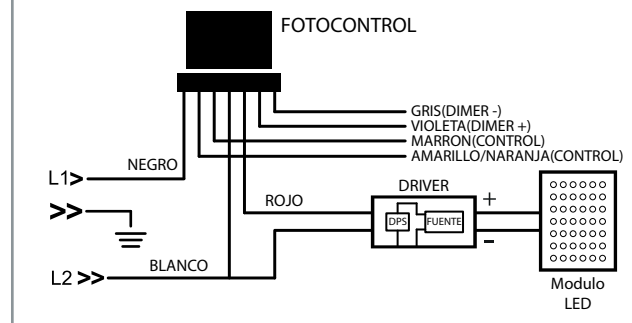 FOTOCONTROL
GRIS(DIMER -)
VIOLETA(DIMER +)
MARRON(CONTROL)
AMARILLO/NARANJA(CONTROL)
NEGRO
L1>
>>
ROJO
DRIVER
DPS
FUENTE
+
-
BLANCO
L2 >>
Modulo
LED